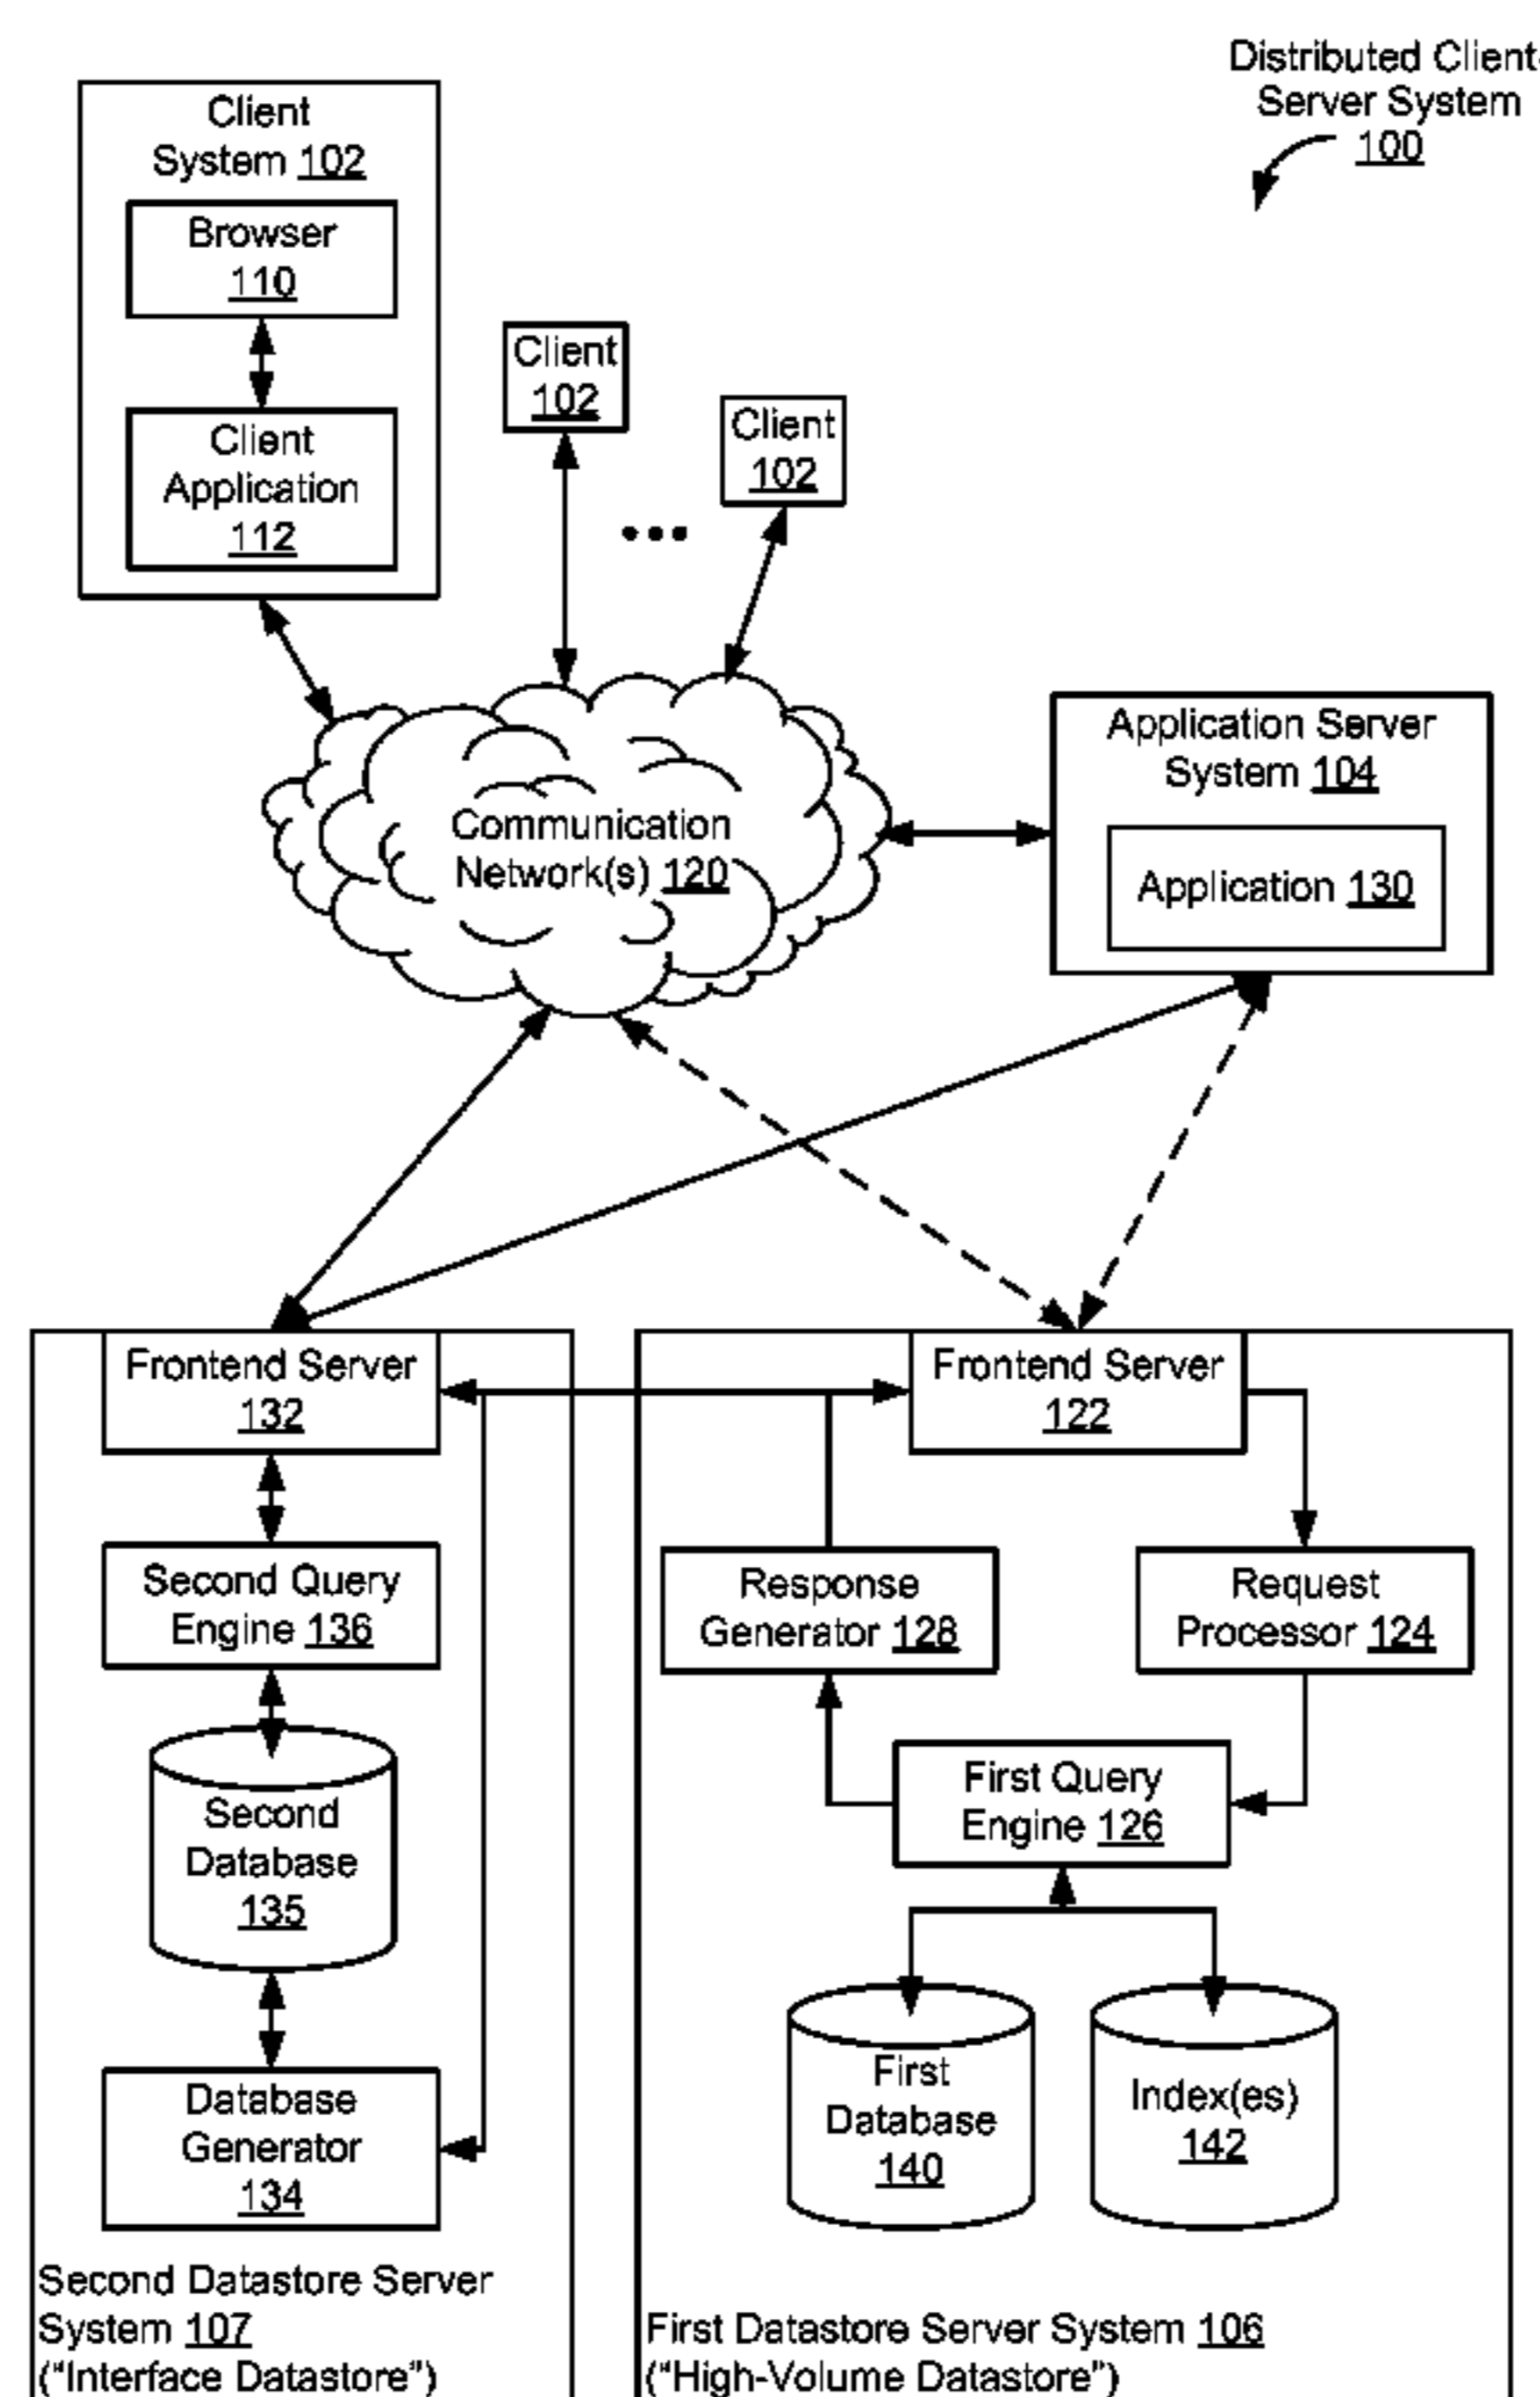 Distributed Client-
Server System
100
Client
System 102
Browser
110
Client
Application
112
Client
102
Client
102
Communication
Network(s) 120
Application Server
System 104
Application 130
Frontend Server
132
Second Query
Engine 136
Second
Database
135
Database
Generator
134
Second Datastore Server
System 107
("Interface Datastore")
Frontend Server
122
Response
Generator 128
Request
Processor 124
First Query
Engine 126
First
Database
140
Index(es)
142
First Datastore Server System 106
("High-Volume Datastore")